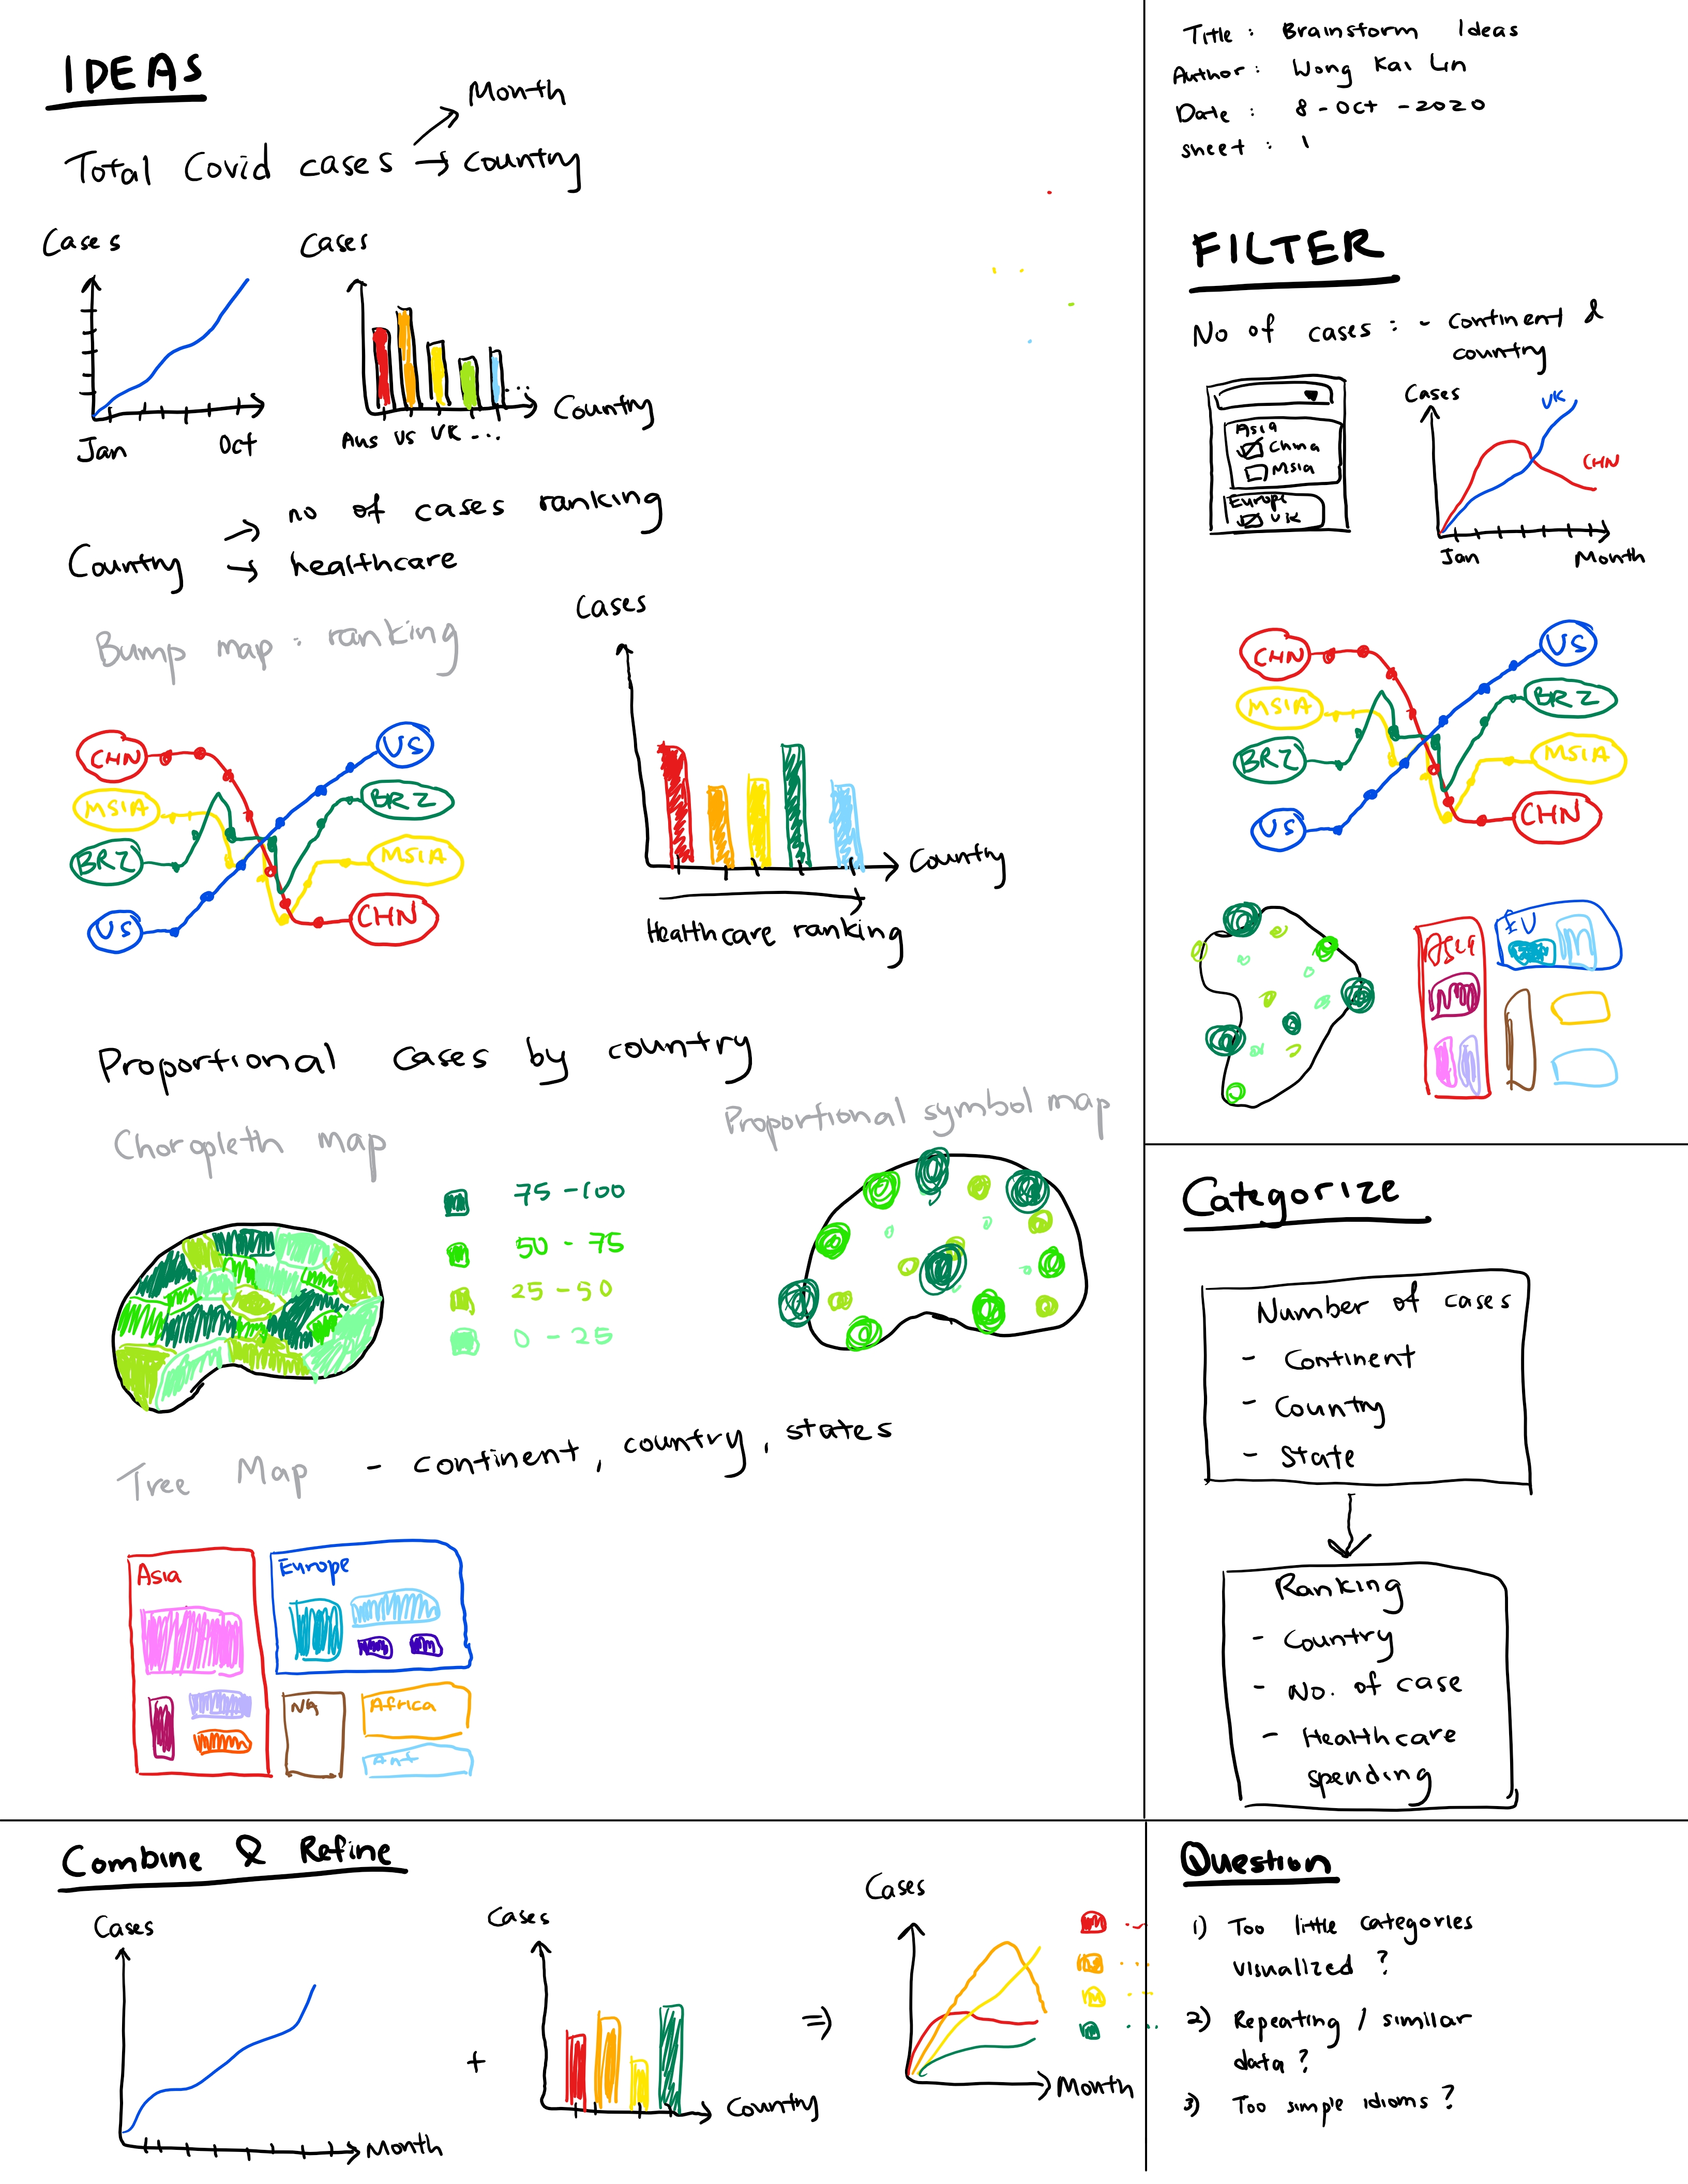 IDEAS
Month
Total Covid cases → country
Cases
Jan
Oct
Cases
Aus US UK ...
Country
no of cases ranking
Country
healthcare
Bump map : ranking
CHN
MSIA
BRZ
US
US
BRZ
MSIA
CHN
Cases
Country
Healthcare ranking
Proportional cases by country
Choropleth map
75 - 100
50 - 75
25 - 50
0 - 25
Proportional symbol map
Tree Map - continent, country, states
Asia
Europe
NA
Africa
Ant
Title : Brainstorm Ideas
Author : Wong Kai Lin
Date : 8 - Oct - 2020
sheet : 1
FILTER
No of cases : - continent &
country
Asia
China
Msia
Europe
UK
Cases
UK
CHN
Jan
Month
CHN
MSIA
BRZ
US
US
BRZ
MSIA
CHN
Asia
EU
Categorize
Number of cases
- Continent
- Country
- State
Ranking
- Country
- No. of case
- Healthcare
spending
Combine & Refine
Cases
Month
+
Cases
Country
=>
Cases
Month
Question
1) Too little categories
visualized ?
2) Repeating / similar
data ?
3) Too simple idioms ?